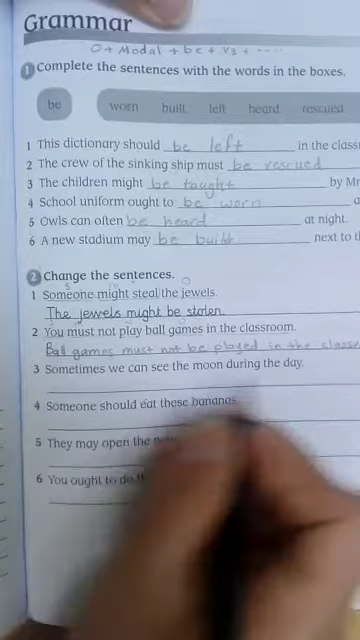 Grammar
O + Modal + be + V3 + .....
1 Complete the sentences with the words in the boxes.
be worn built left heard rescued
1 This dictionary should be left in the class
2 The crew of the sinking ship must be rescued
3 The children might be taught by Mr
4 School uniform ought to be worn a
5 Owls can often be heard at night.
6 A new stadium may be built next to t
2 Change the sentences.
S O
1 Someone might steal the jewels.
The jewels might be stolen
2 You must not play ball games in the classroom.
Ball games must not be played in the classr
3 Sometimes we can see the moon during the day.
4 Someone should eat these bananas
5 They may open the
6 You ought to do